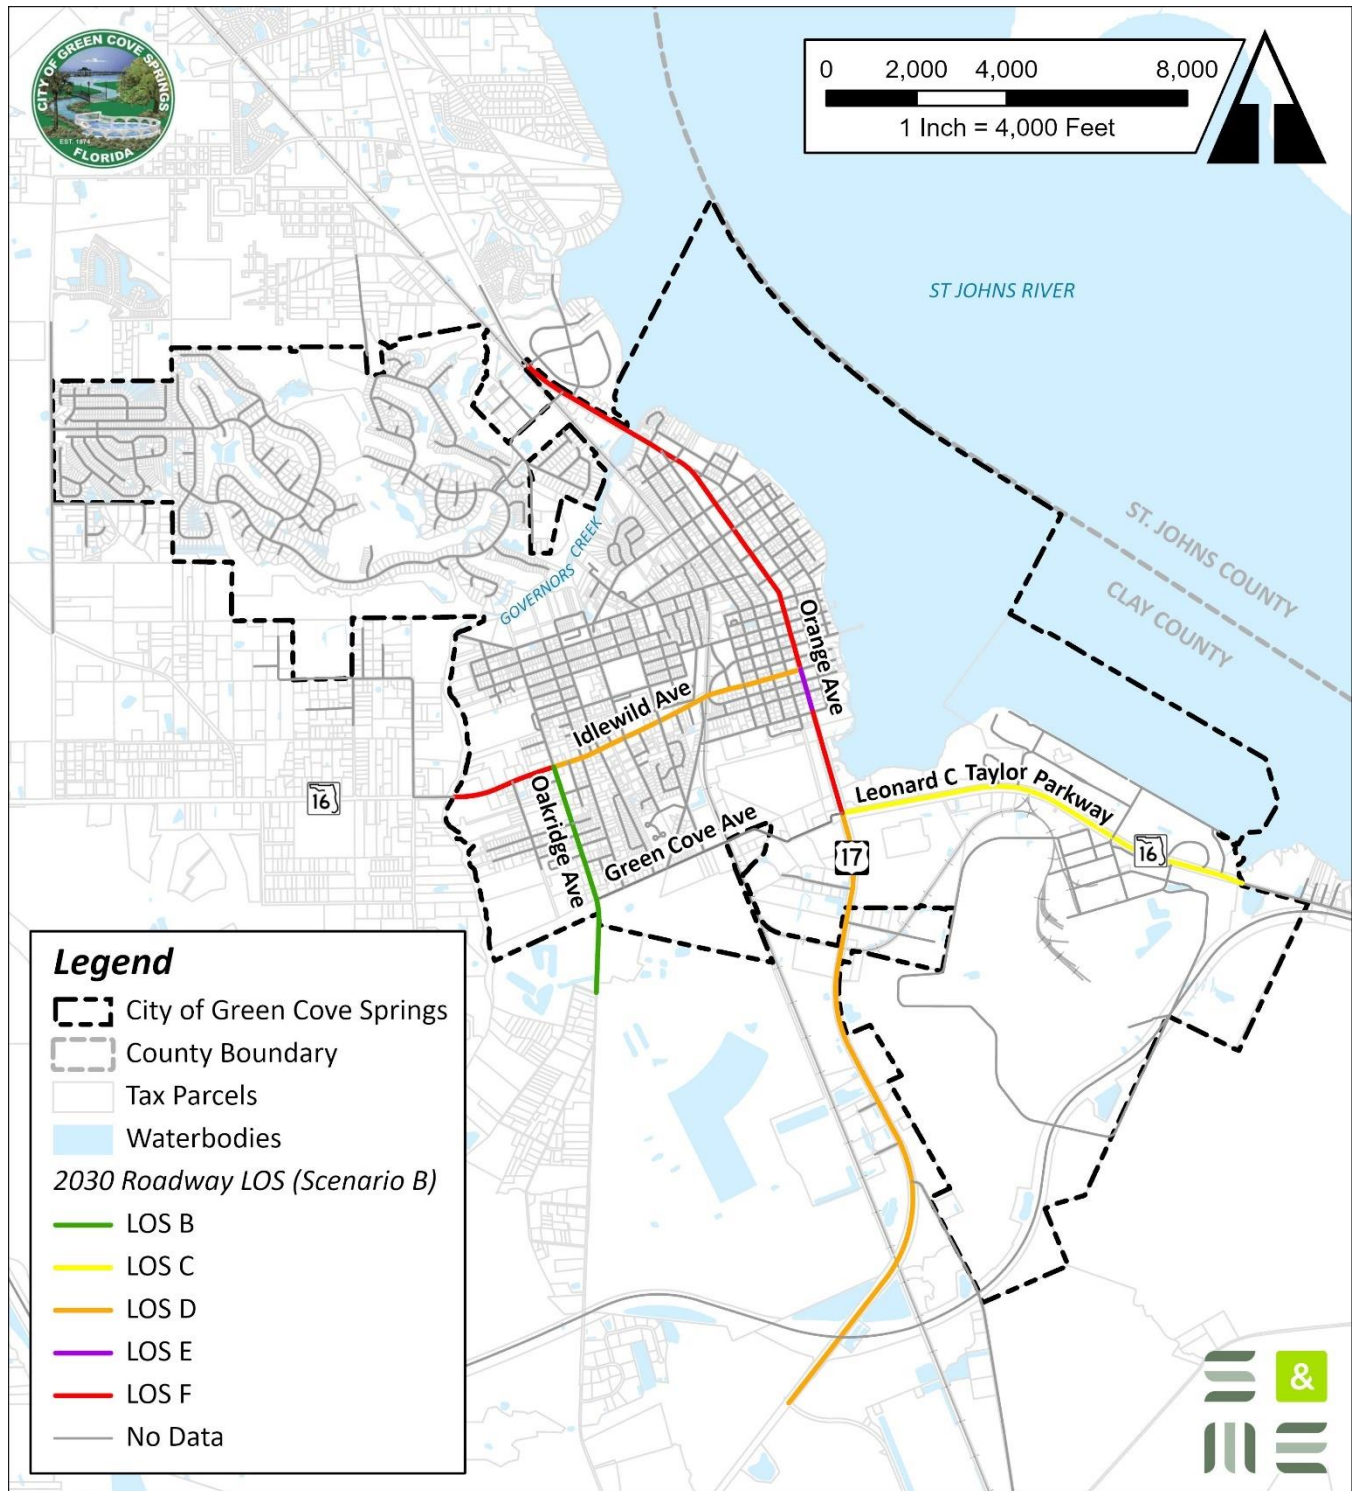 CITY OF GREEN COVE SPRINGS
EST. 1874
FLORIDA
0 2,000 4,000 8,000
1 Inch = 4,000 Feet
ST JOHNS RIVER
ST. JOHNS COUNTY
CLAY COUNTY
GOVERNORS CREEK
Orange Ave
Idlewild Ave
Leonard C Taylor Parkway
16
Oakridge Ave
Green Cove Ave
17
16
Legend
City of Green Cove Springs
County Boundary
Tax Parcels
Waterbodies
2030 Roadway LOS (Scenario B)
LOS B
LOS C
LOS D
LOS E
LOS F
No Data
S &
ME